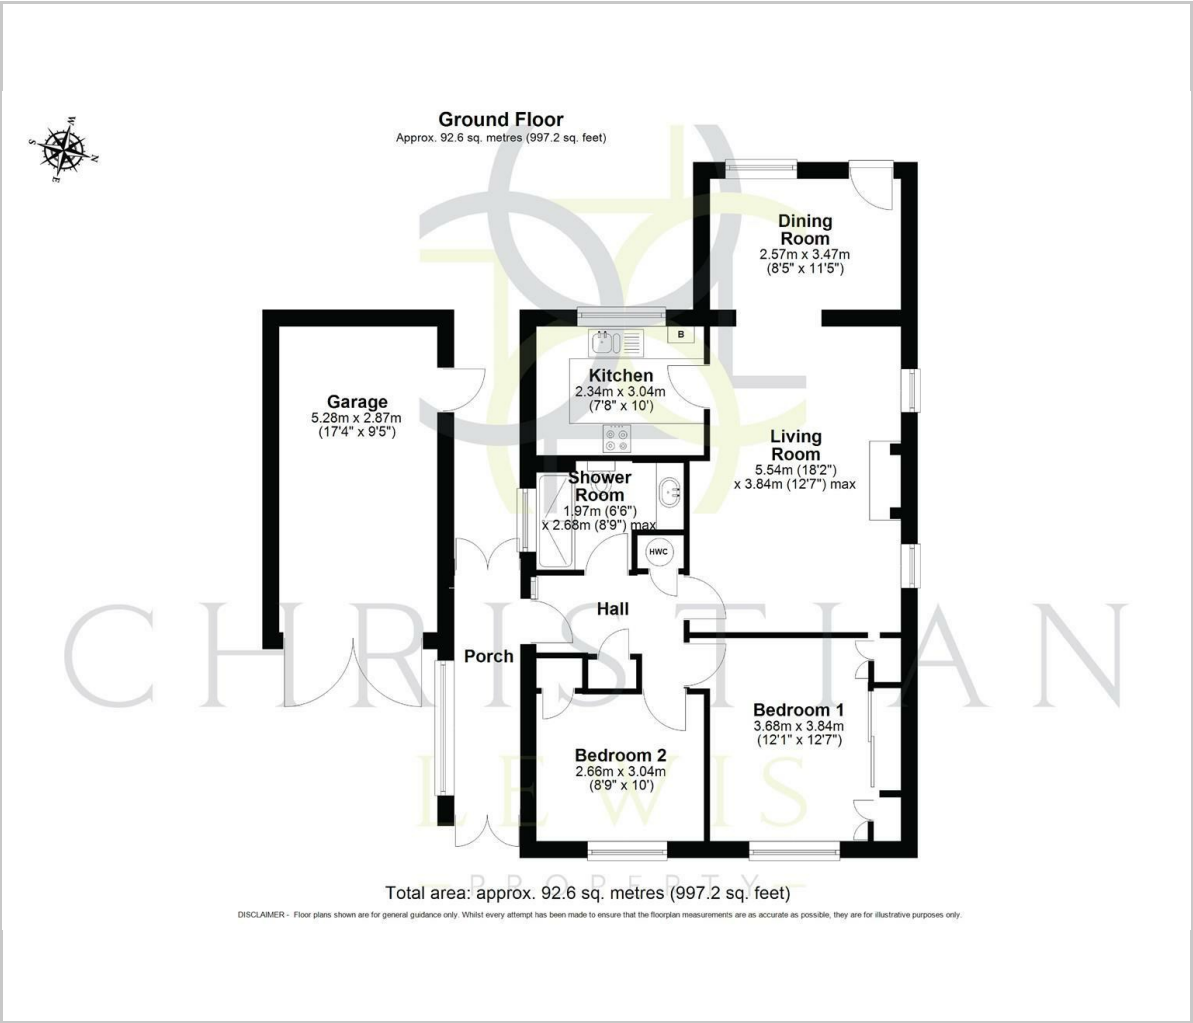 Ground Floor
Approx. 92.6 sq. metres (997.2 sq. feet)
W
S
N
E
Dining
Room
2.57m x 3.47m
(8'5" x 11'5")
B
Kitchen
2.34m x 3.04m
(7'8" x 10')
Garage
5.28m x 2.87m
(17'4" x 9'5")
Living
Room
5.54m (18'2")
x 3.84m (12'7") max
Shower
Room
1.97m (6'6")
x 2.68m (8'9") max
HWC
Hall
CHRISTIAN
Porch
Bedroom 1
3.68m x 3.84m
(12'1" x 12'7")
Bedroom 2
2.66m x 3.04m
(8'9" x 10')
LEWIS
PROPERTY
Total area: approx. 92.6 sq. metres (997.2 sq. feet)
DISCLAIMER - Floor plans shown are for general guidance only. Whilst every attempt has been made to ensure that the floorplan measurements are as accurate as possible, they are for illustrative purposes only.